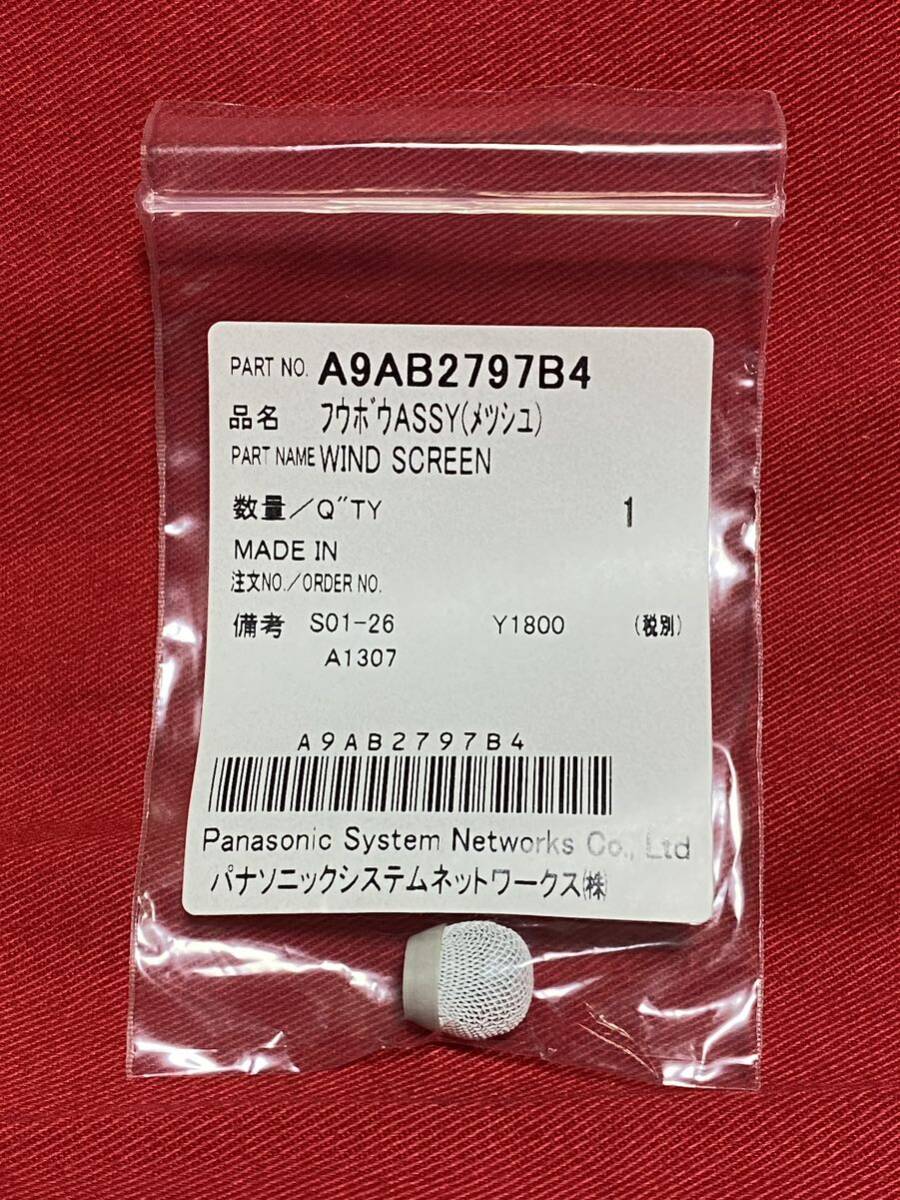 PART NO. A9AB2797B4
品名 フウボウASSY(メッシュ)
PART NAME WIND SCREEN
数量/Q"TY 1
MADE IN
注文NO./ORDER NO.
備考 S01-26 Y1800 (税別)
A1307
A9AB2797B4
Panasonic System Networks Co., Ltd
パナソニックシステムネットワークス㈱